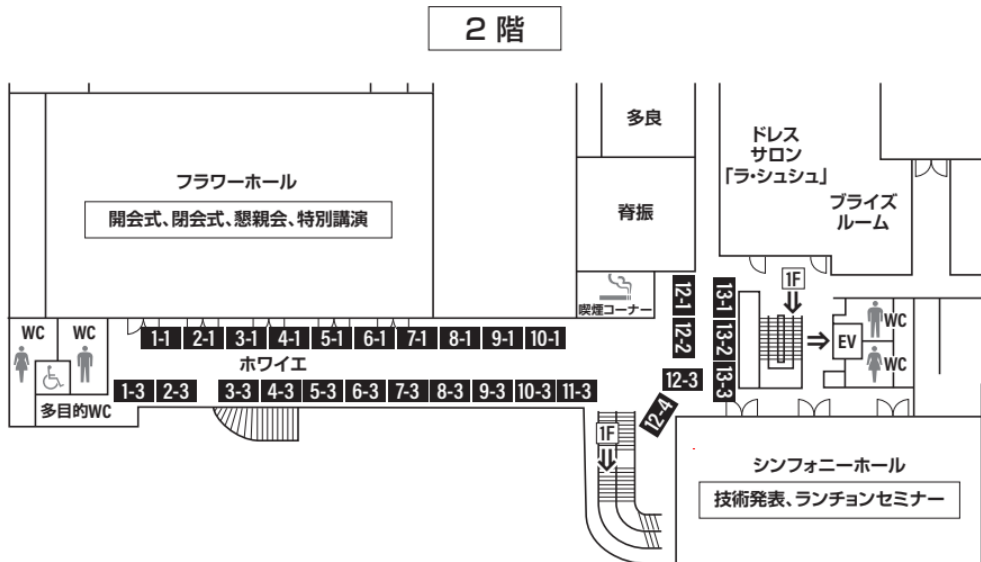 2 階
多良
ドレス
サロン
「ラ・シュシュ」
フラワーホール
開会式、閉会式、懇親会、特別講演
脊振
ブライズ
ルーム
喫煙コーナー
12-1
13-1
1F
WC
WC
1-1
2-1
3-1
4-1
5-1
6-1
7-1
8-1
9-1
10-1
12-2
13-2
EV
WC
WC
ホワイエ
12-3
13-3
多目的WC
1-3
2-3
3-3
4-3
5-3
6-3
7-3
8-3
9-3
10-3
11-3
12-4
1F
シンフォニーホール
技術発表、ランチョンセミナー